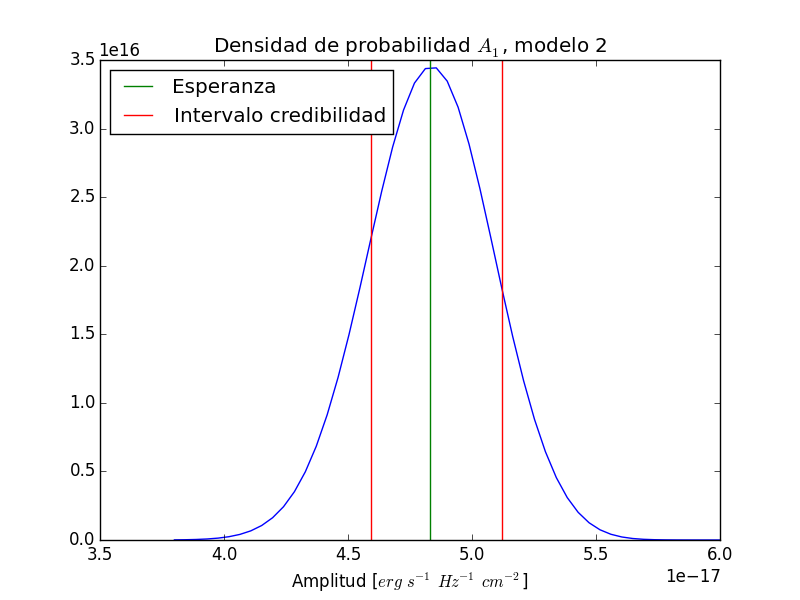 Densidad de probabilidad A₁, modelo 2
1e16
Esperanza
Intervalo credibilidad
3.5
3.0
2.5
2.0
1.5
1.0
0.5
0.0
3.5 4.0 4.5 5.0 5.5 6.0
1e−17
Amplitud [erg s⁻¹ Hz⁻¹ cm⁻²]